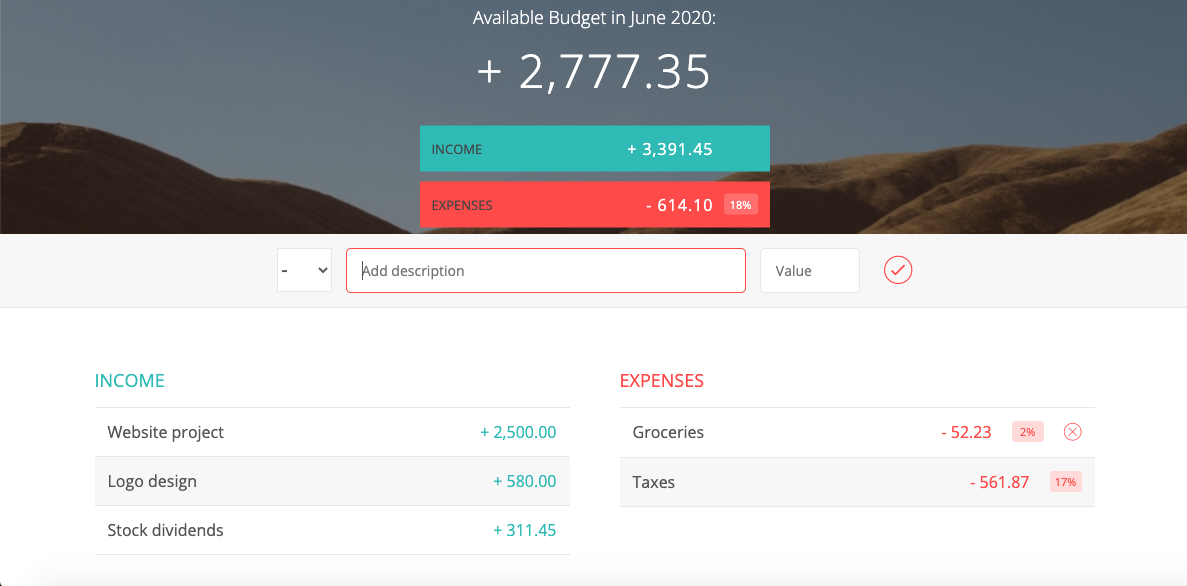 Available Budget in June 2020:
+ 2,777.35
INCOME + 3,391.45
EXPENSES - 614.10 18%
- Add description Value
INCOME
Website project + 2,500.00
Logo design + 580.00
Stock dividends + 311.45
EXPENSES
Groceries - 52.23 2%
Taxes - 561.87 17%